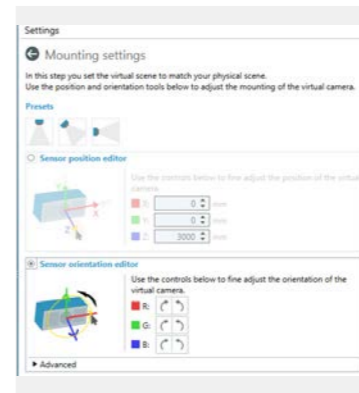 Settings
Mounting settings
In this step you set the virtual scene to match your physical scene.
Use the position and orientation tools below to adjust the mounting of the virtual camera.
Presets
Sensor position editor
Use the controls below to fine adjust the position of the virtual
camera.
X: 0 mm
Y: 0 mm
Z: 3000 mm
Sensor orientation editor
Use the controls below to fine adjust the orientation of the
virtual camera.
R:
G:
B:
Advanced